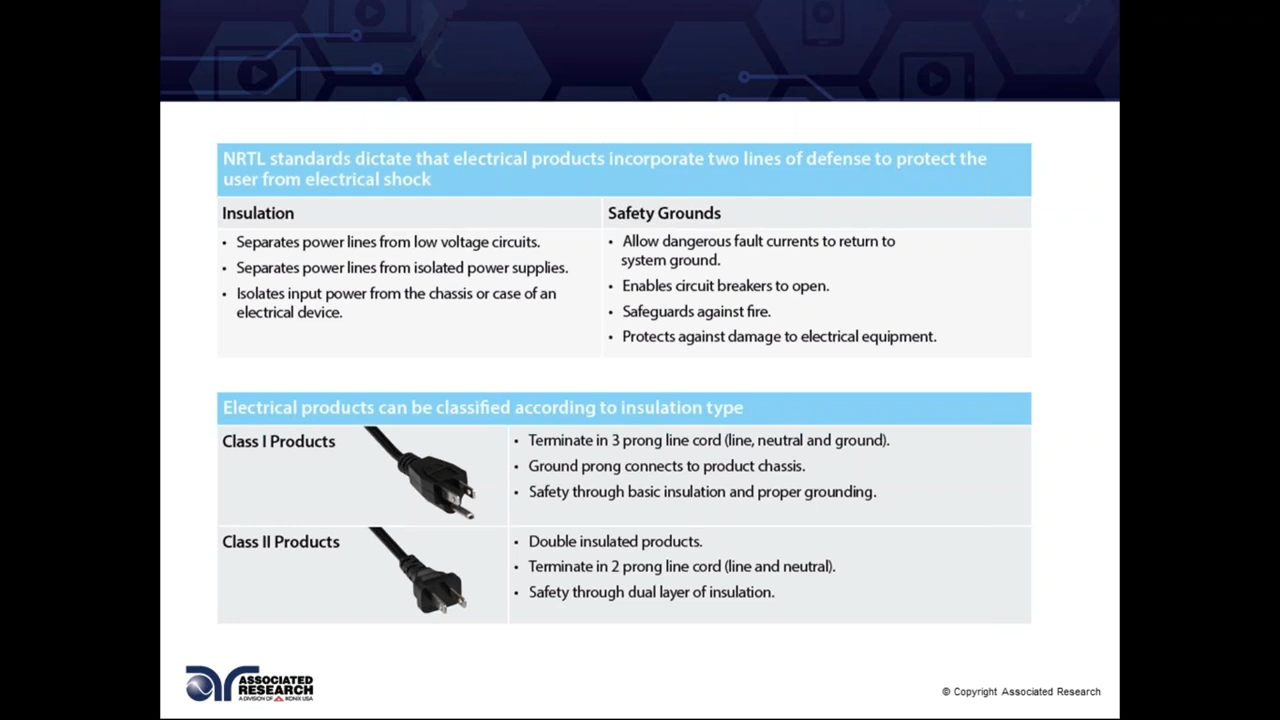 NRTL standards dictate that electrical products incorporate two lines of defense to protect the
user from electrical shock
Insulation
Safety Grounds
• Separates power lines from low voltage circuits.
• Separates power lines from isolated power supplies.
• Isolates input power from the chassis or case of an
electrical device.
• Allow dangerous fault currents to return to
system ground.
• Enables circuit breakers to open.
• Safeguards against fire.
• Protects against damage to electrical equipment.
Electrical products can be classified according to insulation type
Class I Products
• Terminate in 3 prong line cord (line, neutral and ground).
• Ground prong connects to product chassis.
• Safety through basic insulation and proper grounding.
Class II Products
• Double insulated products.
• Terminate in 2 prong line cord (line and neutral).
• Safety through dual layer of insulation.
ASSOCIATED
RESEARCH
A DIVISION OF IKONIX USA
© Copyright Associated Research